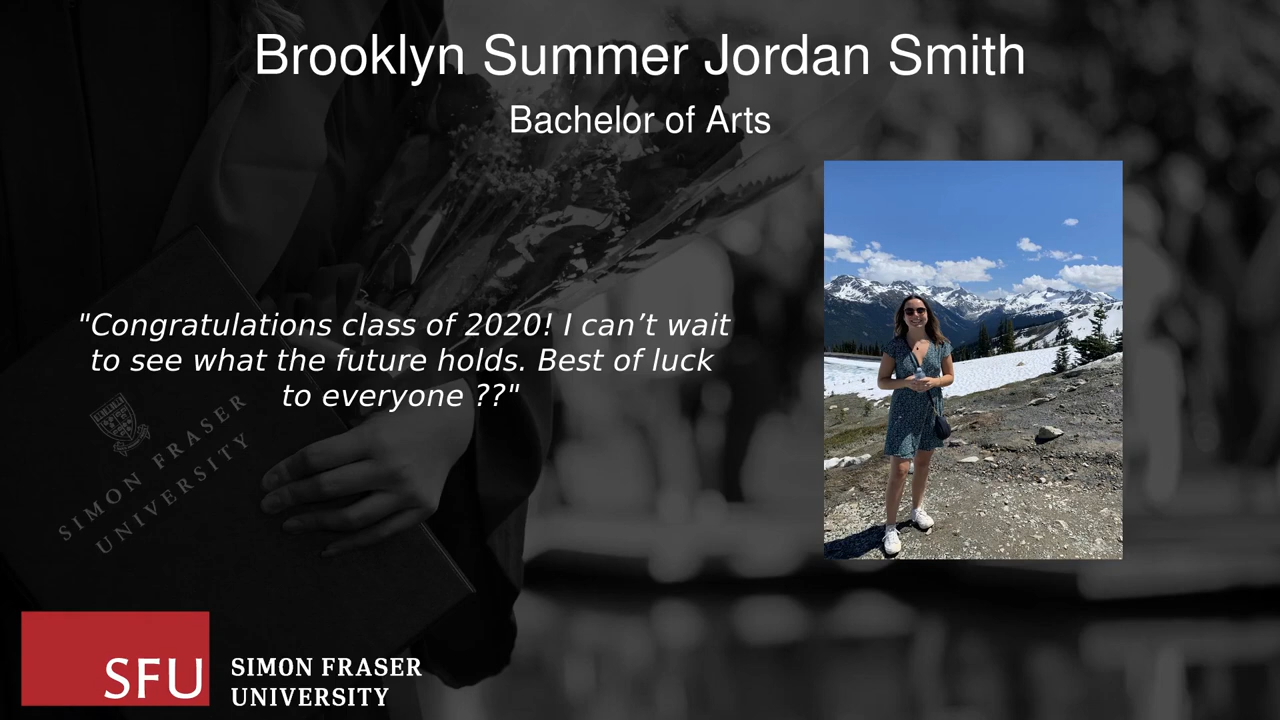 Brooklyn Summer Jordan Smith
Bachelor of Arts
"Congratulations class of 2020! I can’t wait
to see what the future holds. Best of luck
to everyone ??"
SIMON FRASER
UNIVERSITY
SFU
SIMON FRASER
UNIVERSITY